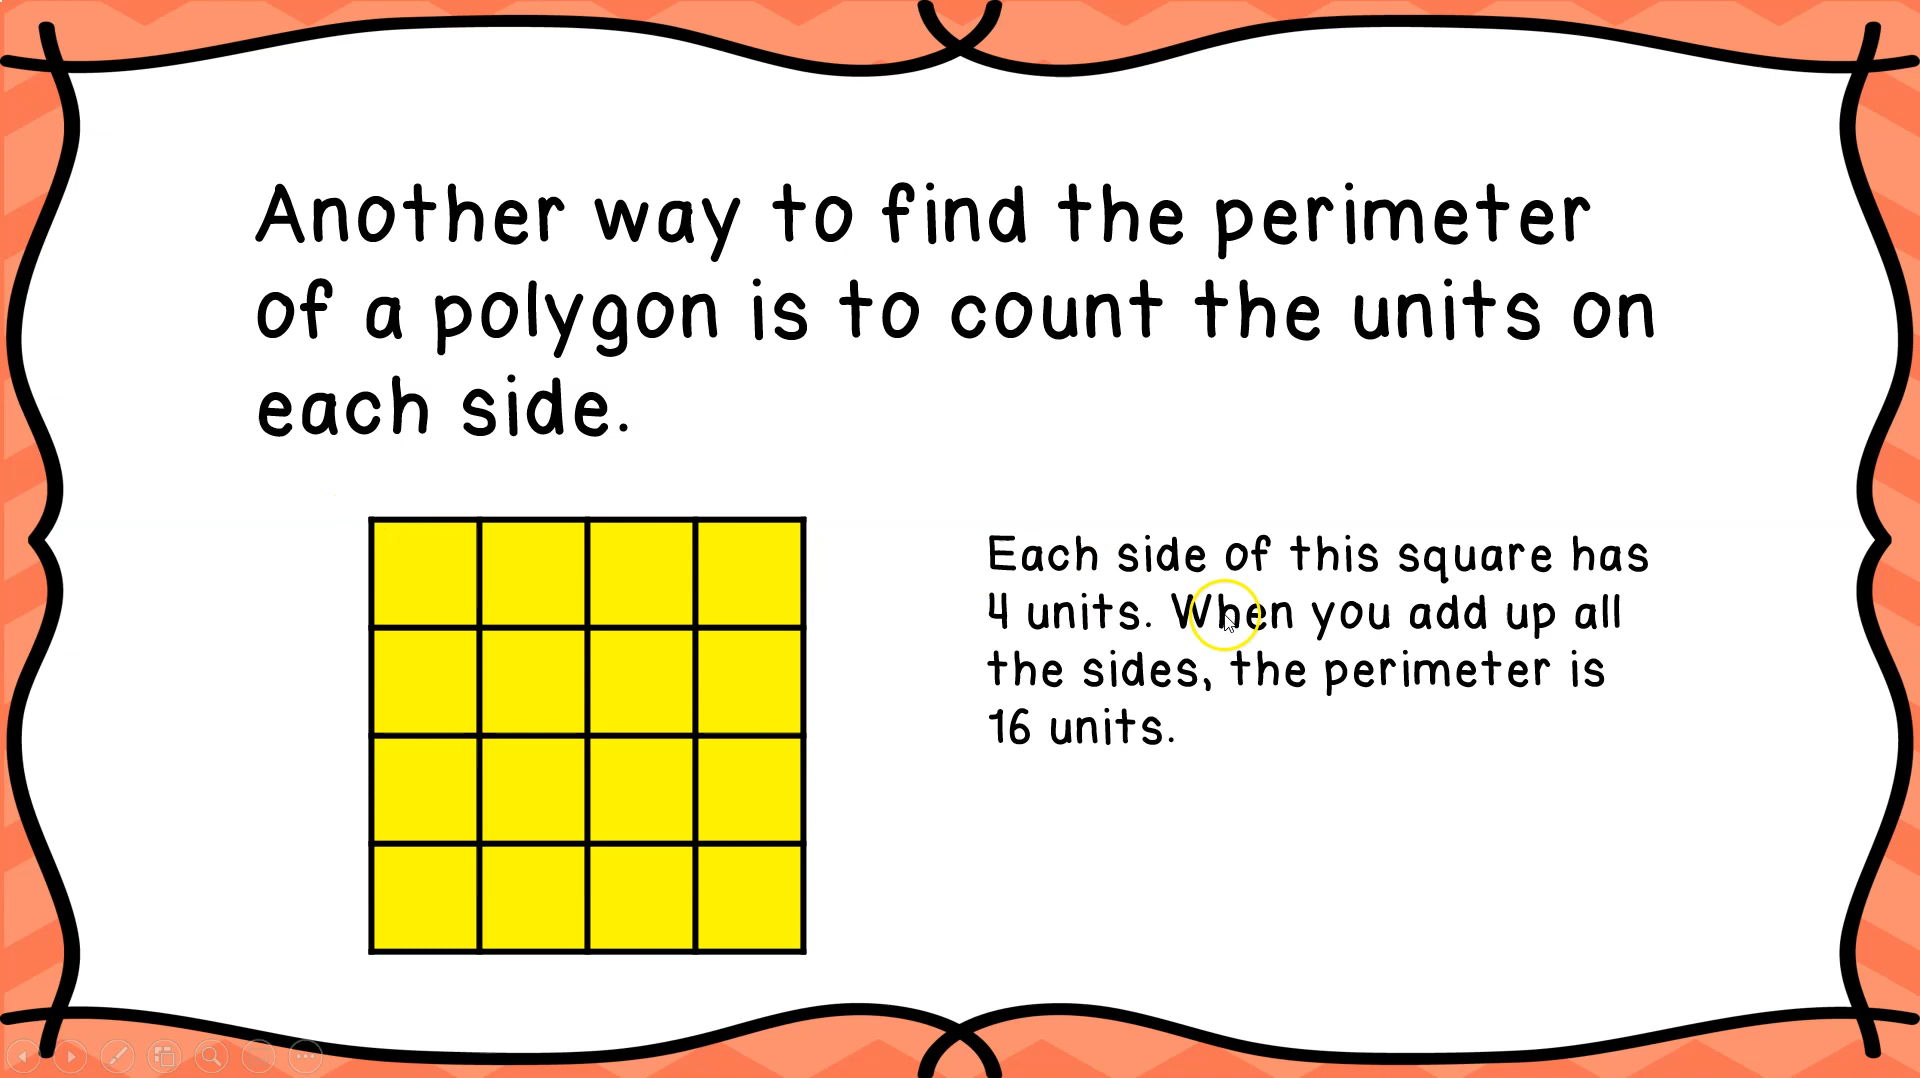 Another way to find the perimeter
of a polygon is to count the units on
each side.
Each side of this square has
4 units. When you add up all
the sides, the perimeter is
16 units.